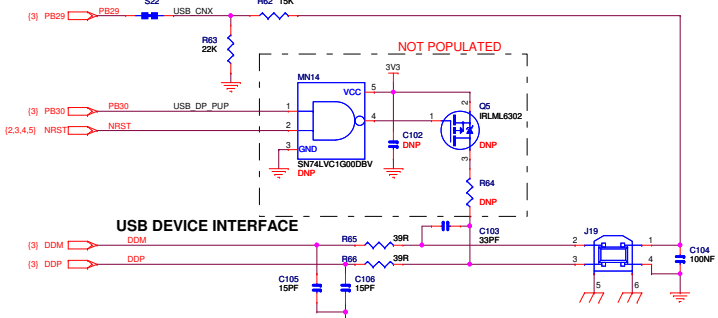 S22
R62 15K
{3} PB29 PB29 USB_CNX
R63
22K
NOT POPULATED
3V3
MN14
VCC 5
2
Q5
IRLML6302
{3} PB30 PB30 USB_DP_PUP 1
4 1
{2,3,4,5} NRST NRST 2
C102
DNP
DNP
3 GND
3
SN74LVC1G00DBV
DNP
R64
DNP
USB DEVICE INTERFACE
C103
33PF
J19
{3} DDM DDM R65 39R 2 1
C104
100NF
{3} DDP DDP R66 39R 3 4
C105
15PF
C106
15PF
5 6